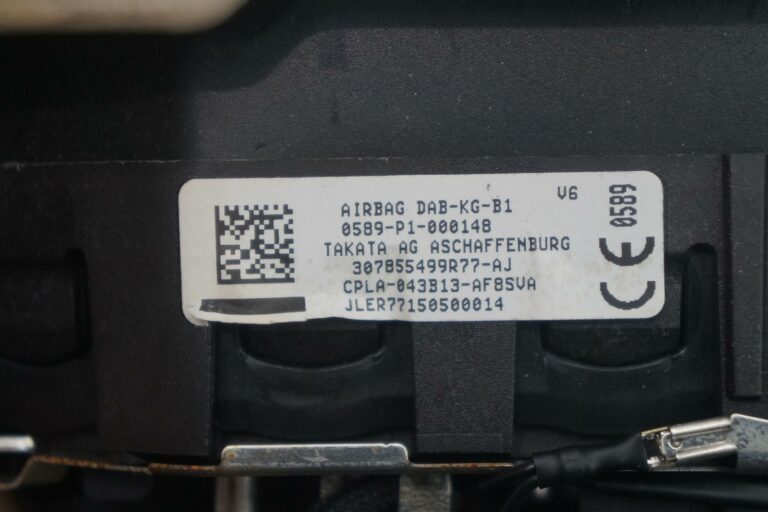 AIRBAG DAB-KG-B1
V6
0589-P1-000148
TAKATA AG ASCHAFFENBURG
307855499R77-AJ
CPLA-043B13-AF8SVA
JLER77150500014
CE 0589